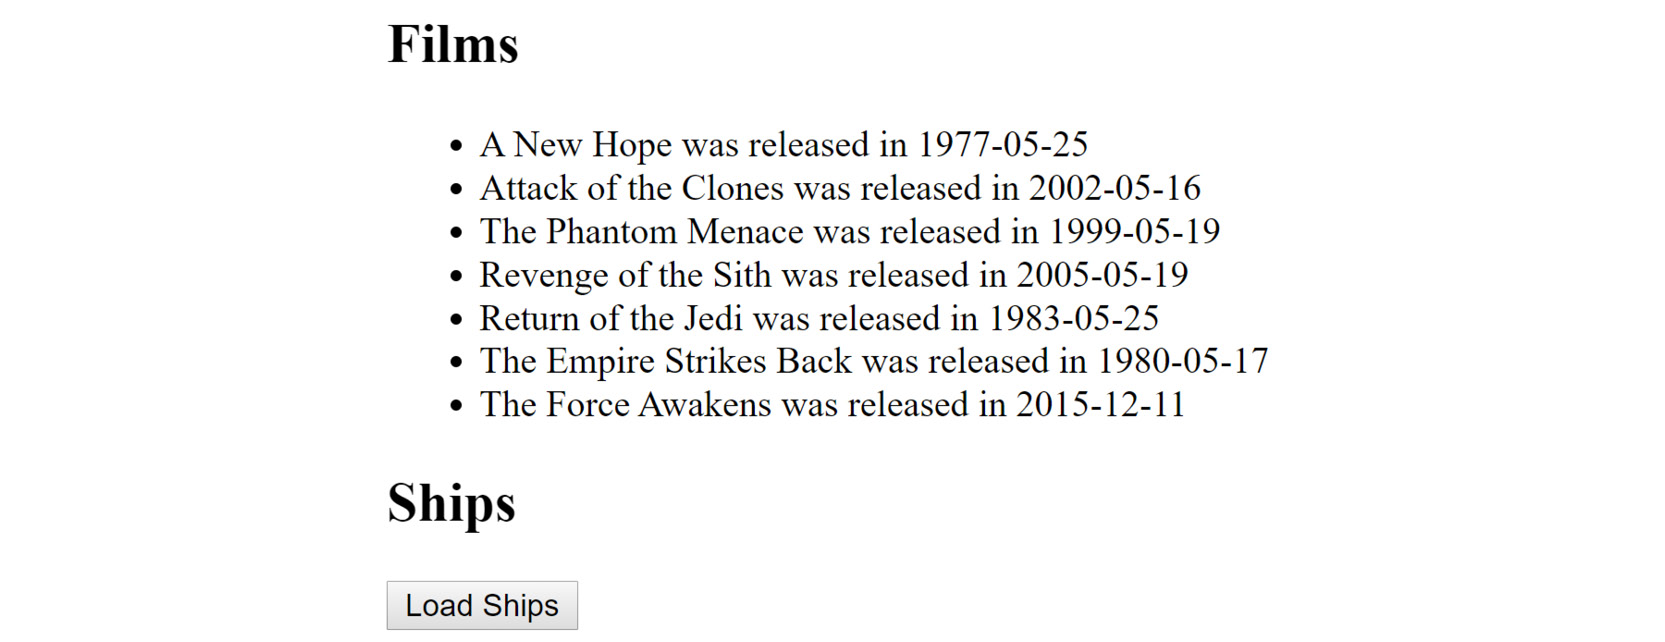 Films
• A New Hope was released in 1977-05-25
• Attack of the Clones was released in 2002-05-16
• The Phantom Menace was released in 1999-05-19
• Revenge of the Sith was released in 2005-05-19
• Return of the Jedi was released in 1983-05-25
• The Empire Strikes Back was released in 1980-05-17
• The Force Awakens was released in 2015-12-11
Ships
Load Ships